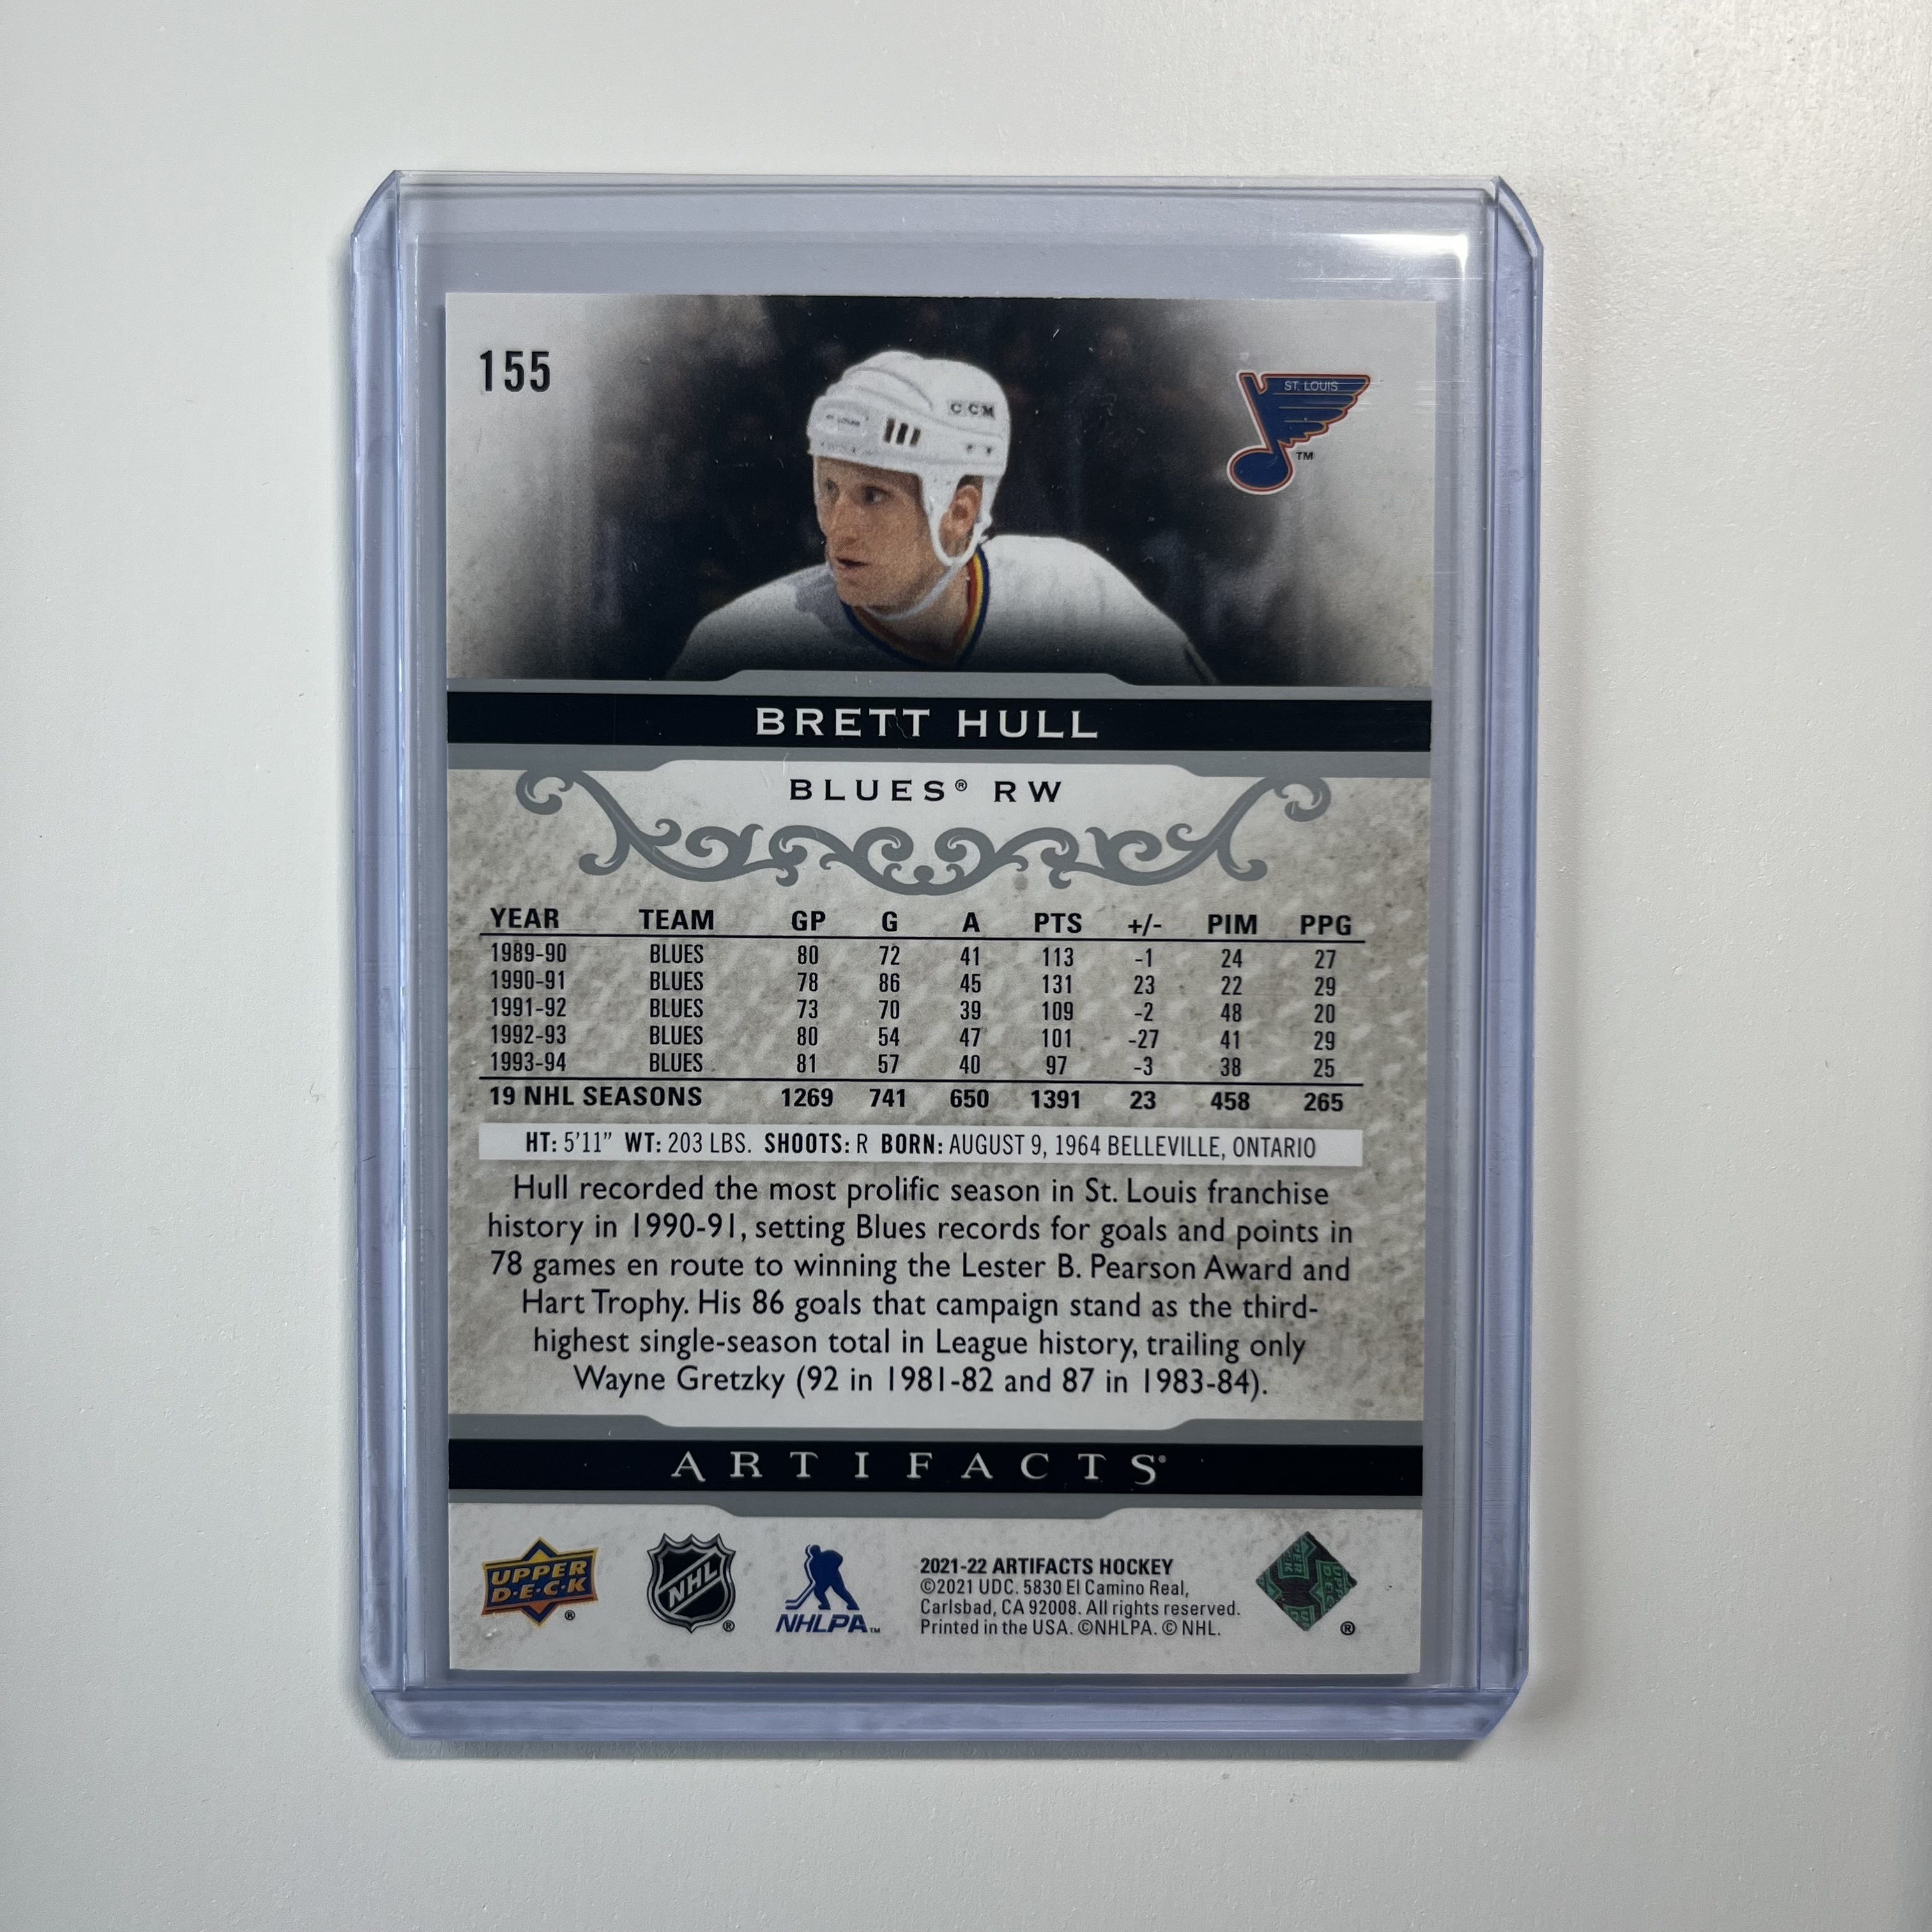 155
CCM
ST. LOUIS
ST. LOUIS
TM
BRETT HULL
BLUES® RW
YEAR TEAM GP G A PTS +/- PIM PPG
1989-90 BLUES 80 72 41 113 -1 24 27
1990-91 BLUES 78 86 45 131 23 22 29
1991-92 BLUES 73 70 39 109 -2 48 20
1992-93 BLUES 80 54 47 101 -27 41 29
1993-94 BLUES 81 57 40 97 -3 38 25
19 NHL SEASONS 1269 741 650 1391 23 458 265
HT: 5'11" WT: 203 LBS. SHOOTS: R BORN: AUGUST 9, 1964 BELLEVILLE, ONTARIO
Hull recorded the most prolific season in St. Louis franchise
history in 1990-91, setting Blues records for goals and points in
78 games en route to winning the Lester B. Pearson Award and
Hart Trophy. His 86 goals that campaign stand as the third-
highest single-season total in League history, trailing only
Wayne Gretzky (92 in 1981-82 and 87 in 1983-84).
ARTIFACTS®
UPPER
D·E·C·K
®
NHL
®
NHLPA™
2021-22 ARTIFACTS HOCKEY
©2021 UDC. 5830 El Camino Real,
Carlsbad, CA 92008. All rights reserved.
Printed in the USA. ©NHLPA. © NHL.
®